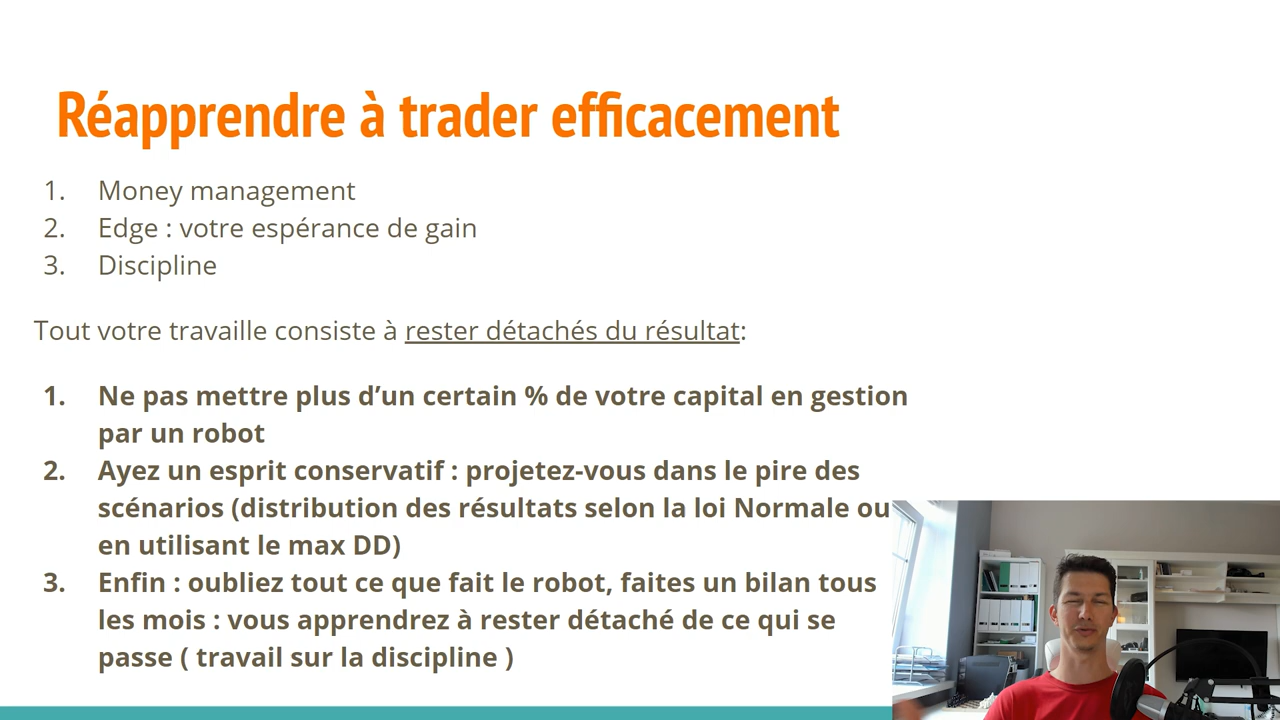 Réapprendre à trader efficacement
1. Money management
2. Edge : votre espérance de gain
3. Discipline
Tout votre travaille consiste à rester détachés du résultat:
1. Ne pas mettre plus d’un certain % de votre capital en gestion
par un robot
2. Ayez un esprit conservatif : projetez-vous dans le pire des
scénarios (distribution des résultats selon la loi Normale ou
en utilisant le max DD)
3. Enfin : oubliez tout ce que fait le robot, faites un bilan tous
les mois : vous apprendrez à rester détaché de ce qui se
passe ( travail sur la discipline )